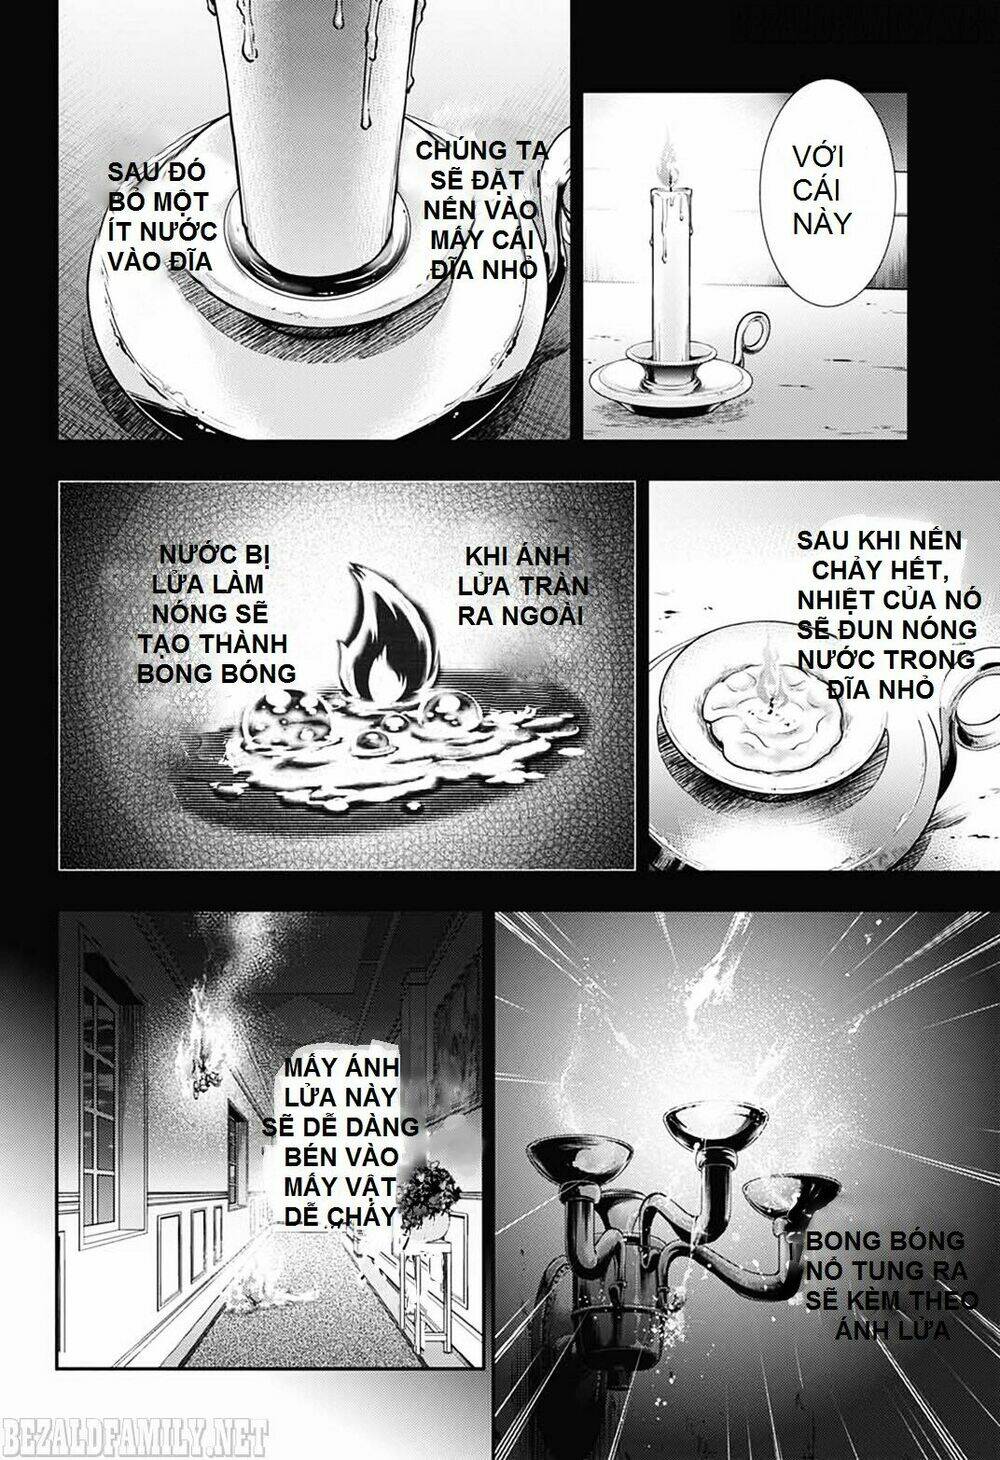 VỚI
CÁI
NÀY
CHÚNG TA
SẼ ĐẶT
NẾN VÀO
MẤY CÁI
ĐĨA NHỎ
SAU ĐÓ
BỎ MỘT
ÍT NƯỚC
VÀO ĐĨA
SAU KHI NẾN
CHẢY HẾT,
NHIỆT CỦA NÓ
SẼ ĐUN NÓNG
NƯỚC TRONG
ĐĨA NHỎ
KHI ÁNH
LỬA TRÀN
RA NGOÀI
NƯỚC BỊ
LỬA LÀM
NÓNG SẼ
TẠO THÀNH
BONG BÓNG
BONG BÓNG
NỔ TUNG RA
SẼ KÈM THEO
ÁNH LỬA
MẤY ÁNH
LỬA NÀY
SẼ DỄ DÀNG
BÉN VÀO
MẤY VẬT
DỄ CHÁY
BEZALDFAMILY.NET
BEZALDFAMILY.NET